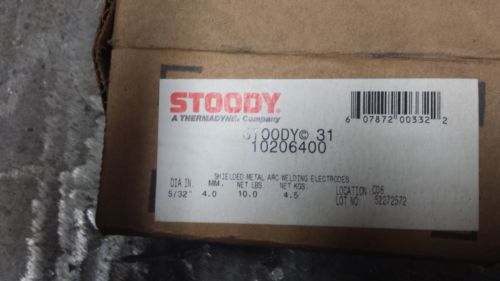 STOODY®
A THERMADYNE® Company
6 07872 00332 2
STOODY© 31
10206400
SHIELDED METAL ARC WELDING ELECTRODES
DIA IN. MM. NET LBS. NET KGS.
5/32" 4.0 10.0 4.5
LOCATION: CD6
LOT NO: 52272572